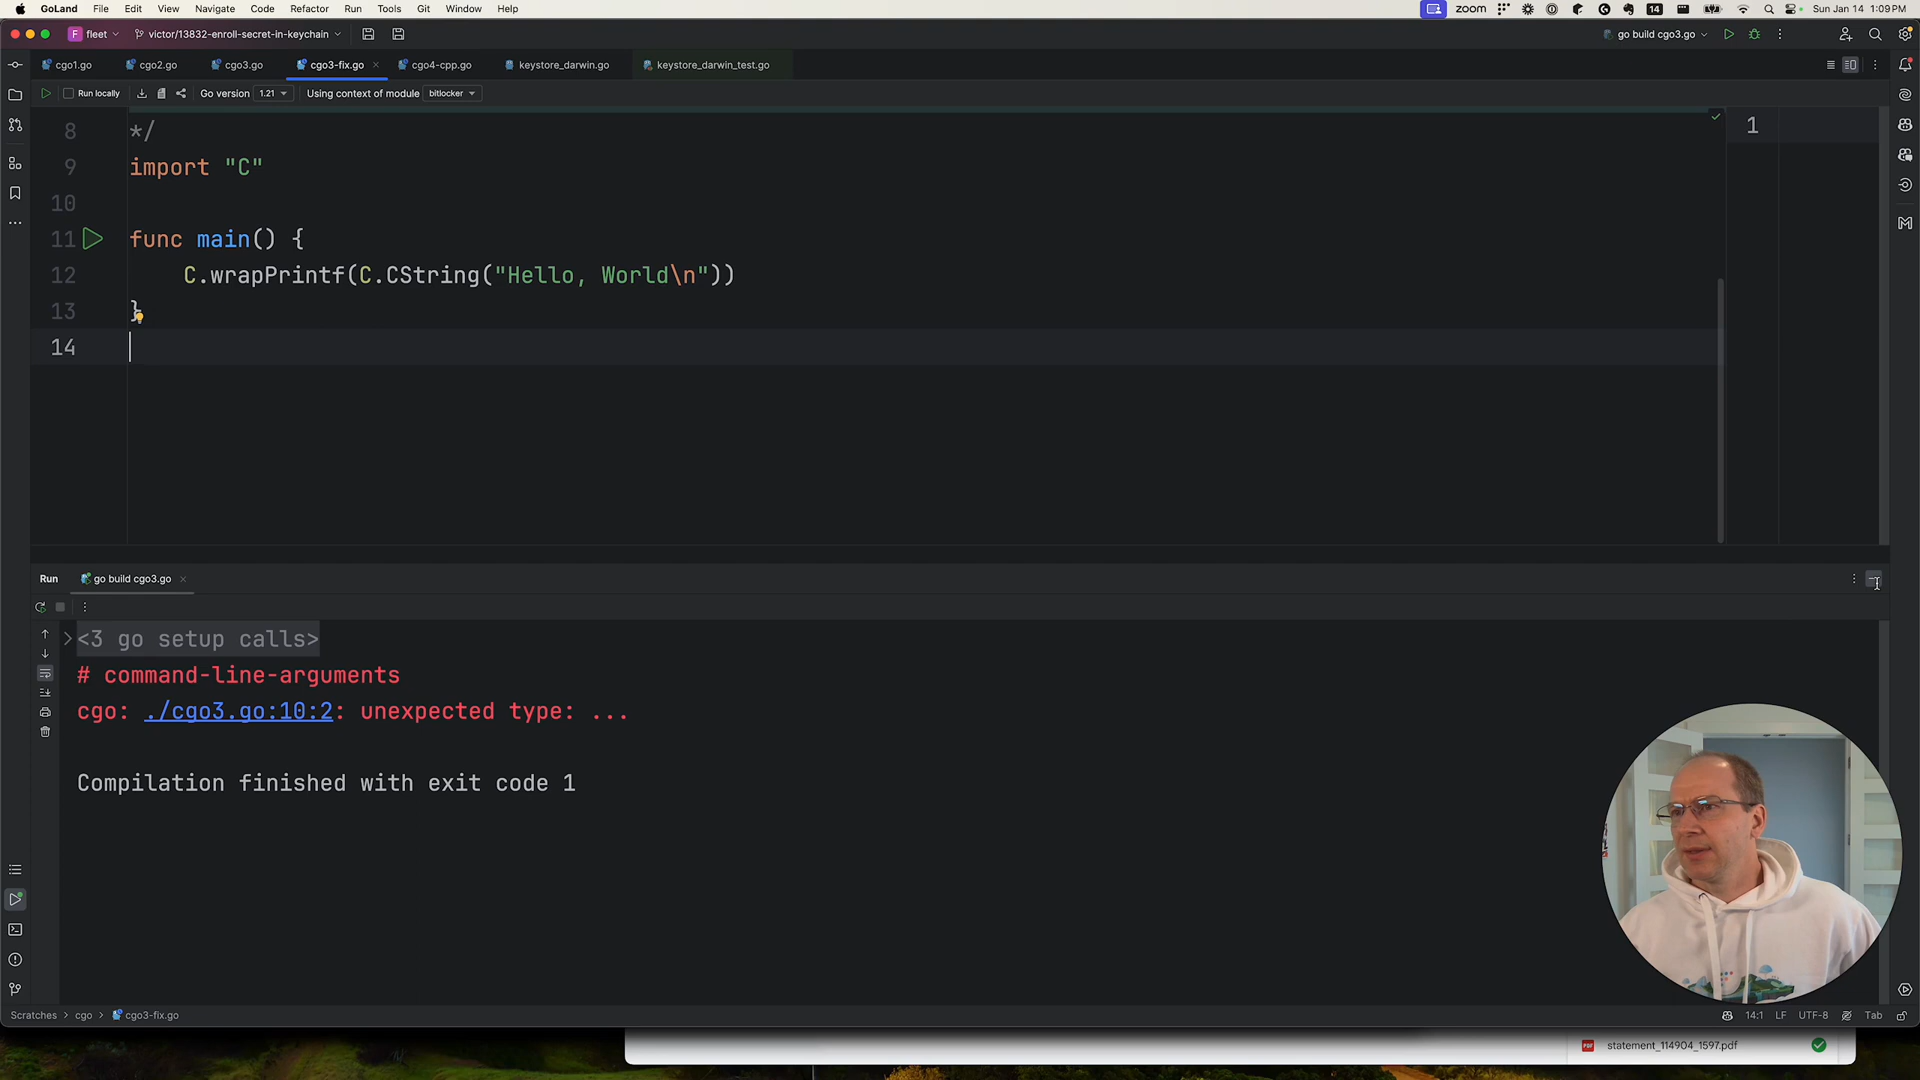 GoLand File Edit View Navigate Code Refactor Run Tools Git Window Help zoom 14 Sun Jan 14 1:09 PM
F fleet victor/13832-enroll-secret-in-keychain go build cgo3.go
cgo1.go cgo2.go cgo3.go cgo3-fix.go cgo4-cpp.go keystore_darwin.go keystore_darwin_test.go
Run locally Go version 1.21 Using context of module bitlocker
8 */ 1
9 import "C"
10
11 func main() {
12 C.wrapPrintf(C.CString("Hello, World\n"))
13 }
14
Run go build cgo3.go
<3 go setup calls>
# command-line-arguments
cgo: ./cgo3.go:10:2: unexpected type: ...
Compilation finished with exit code 1
Scratches > cgo > cgo3-fix.go 14:1 LF UTF-8 Tab
PDF statement_114904_1597.pdf